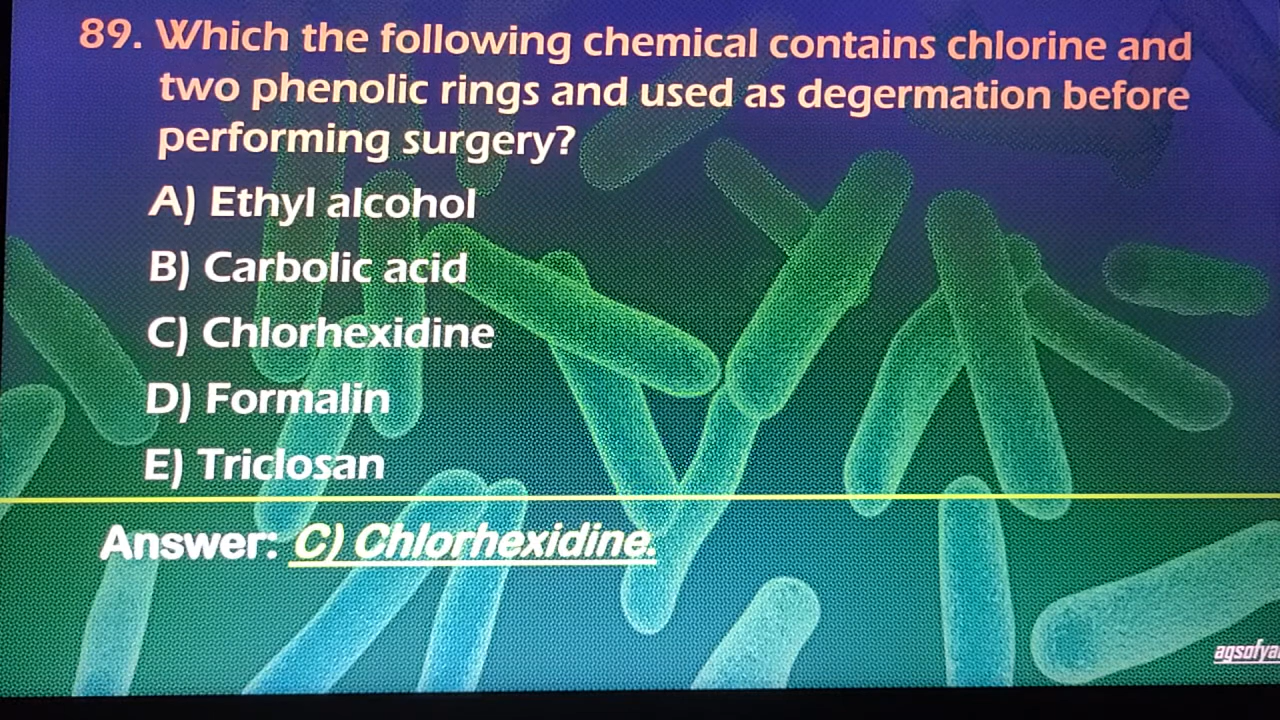 89. Which the following chemical contains chlorine and
two phenolic rings and used as degermation before
performing surgery?
A) Ethyl alcohol
B) Carbolic acid
C) Chlorhexidine
D) Formalin
E) Triclosan
Answer: C) Chlorhexidine.